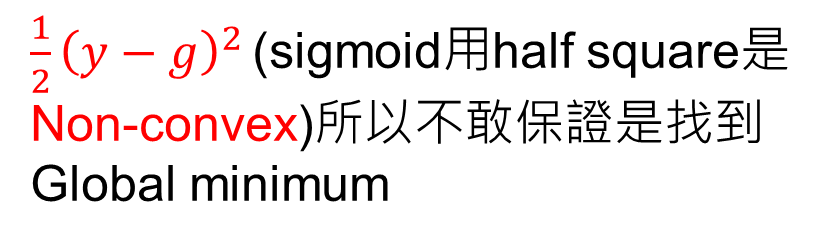 ½(y − g)² (sigmoid用half square是
Non-convex)所以不敢保證是找到
Global minimum